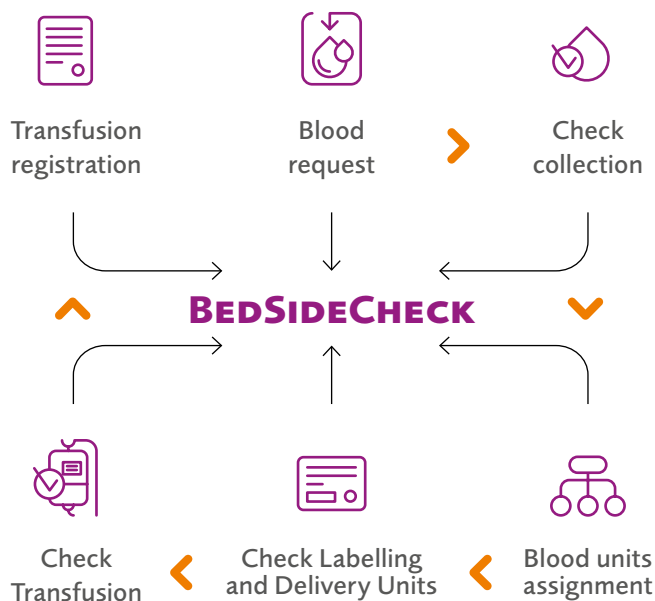 Transfusion
registration
Blood
request
Check
collection
BedSideCheck
Check
Transfusion
Check Labelling
and Delivery Units
Blood units
assignment